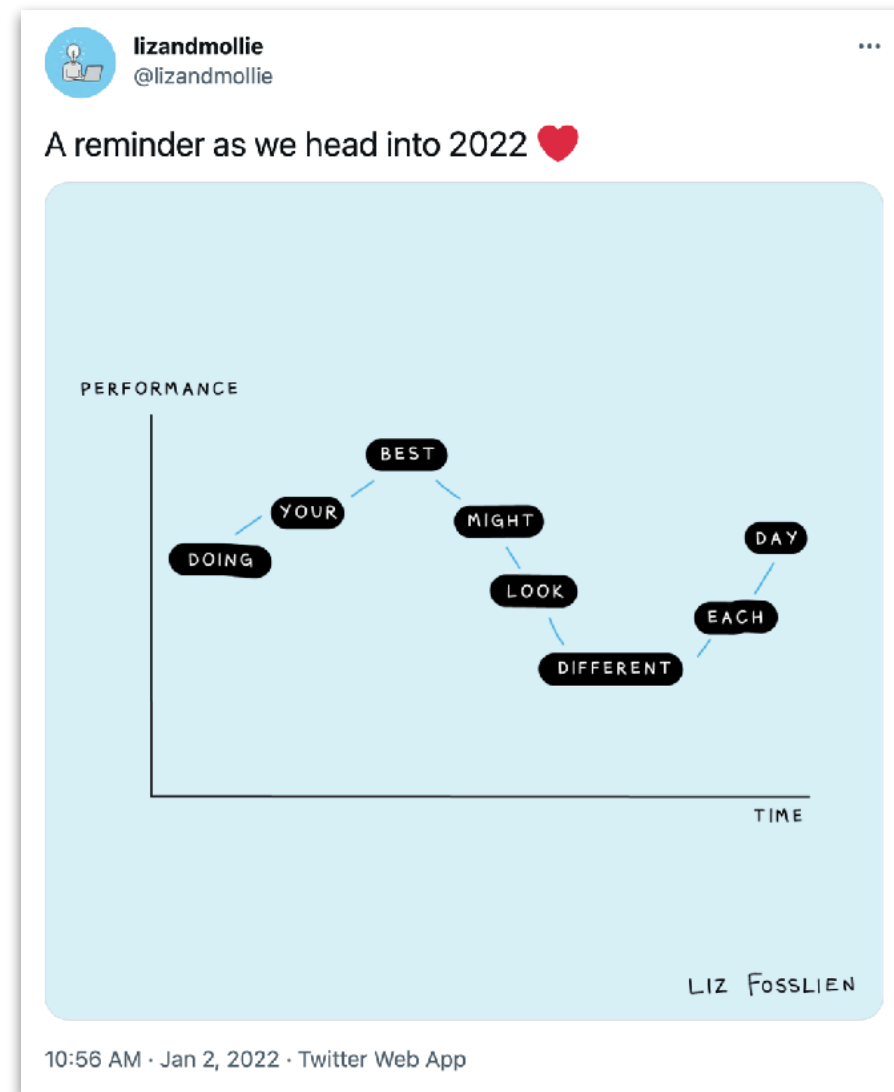 lizandmollie
@lizandmollie
A reminder as we head into 2022 ❤️
PERFORMANCE
DOING
YOUR
BEST
MIGHT
LOOK
DIFFERENT
EACH
DAY
TIME
LIZ FOSSLIEN
10:56 AM · Jan 2, 2022 · Twitter Web App